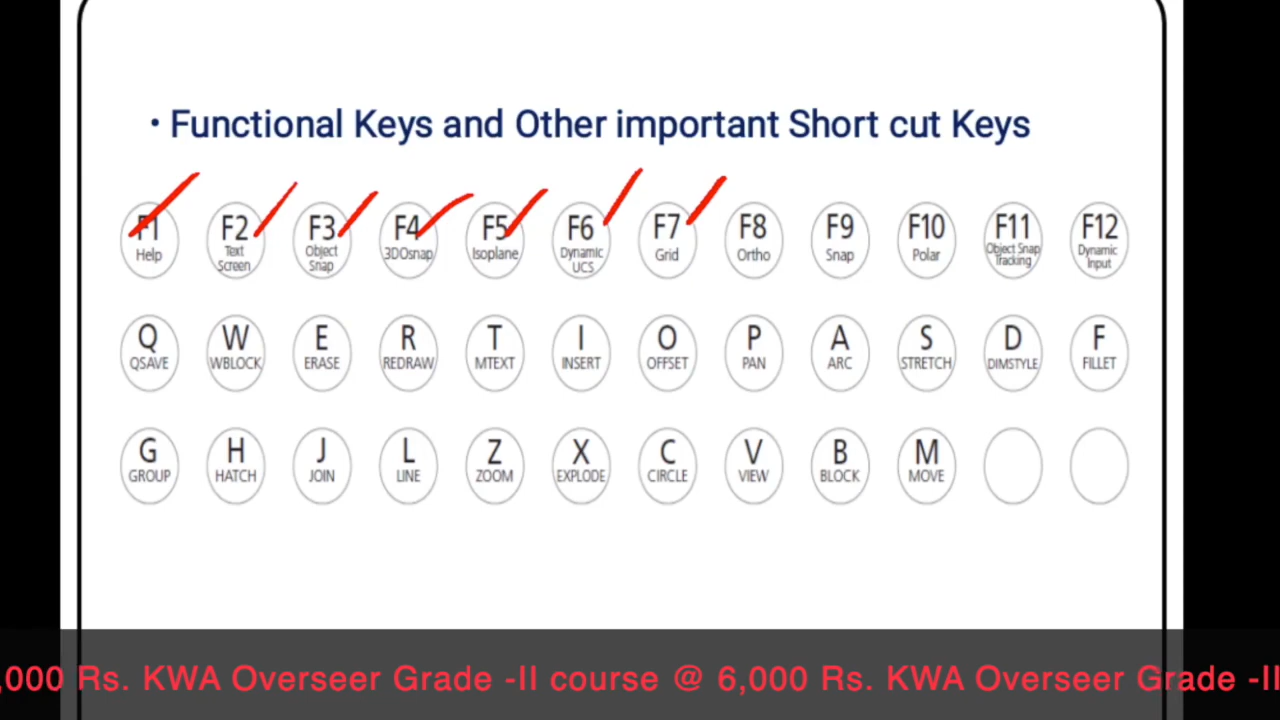 • Functional Keys and Other important Short cut Keys
F1 F2 F3 F4 F5 F6 F7 F8 F9 F10 F11 F12
Help Text Screen Object Snap 3DOsnap Isoplane Dynamic UCS Grid Ortho Snap Polar Object Snap Tracking Dynamic Input
Q W E R T I O P A S D F
QSAVE WBLOCK ERASE REDRAW MTEXT INSERT OFFSET PAN ARC STRETCH DIMSTYLE FILLET
G H J L Z X C V B M
GROUP HATCH JOIN LINE ZOOM EXPLODE CIRCLE VIEW BLOCK MOVE
,000 Rs. KWA Overseer Grade -II course @ 6,000 Rs. KWA Overseer Grade -II